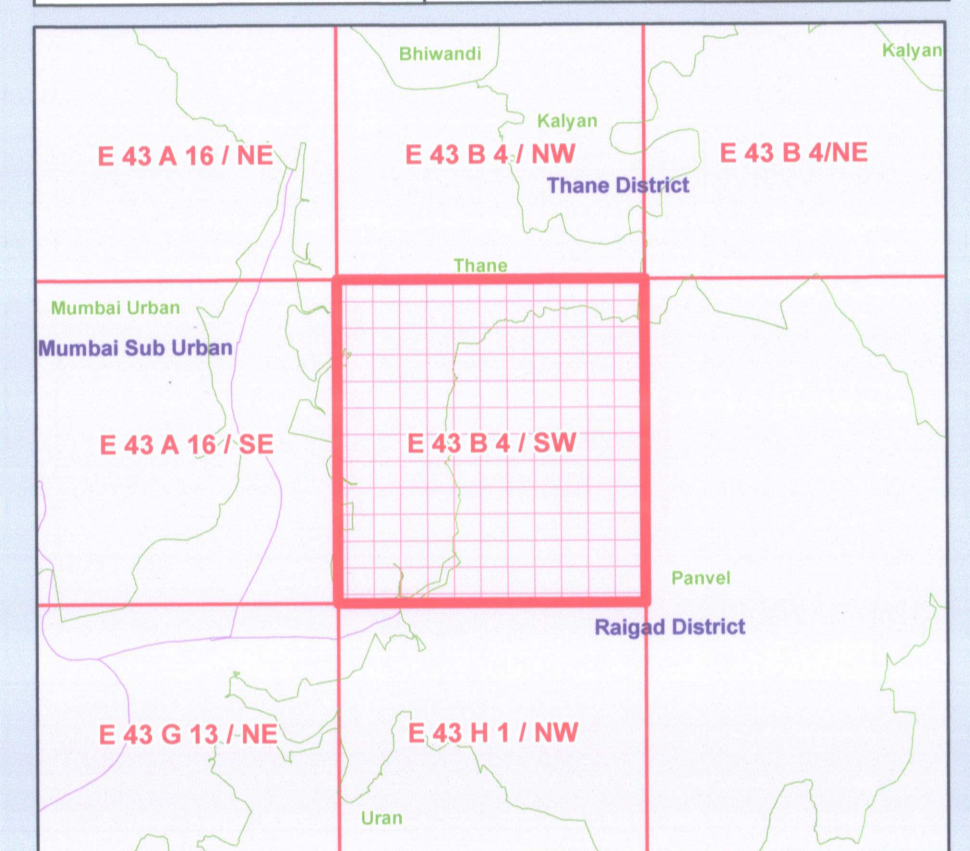 Bhiwandi
Kalyan
Kalyan
E 43 A 16 / NE
E 43 B 4 / NW
E 43 B 4/NE
Thane District
Thane
Mumbai Urban
Mumbai Sub Urban
E 43 A 16 / SE
E 43 B 4 / SW
Panvel
Raigad District
E 43 G 13 / NE
E 43 H 1 / NW
Uran